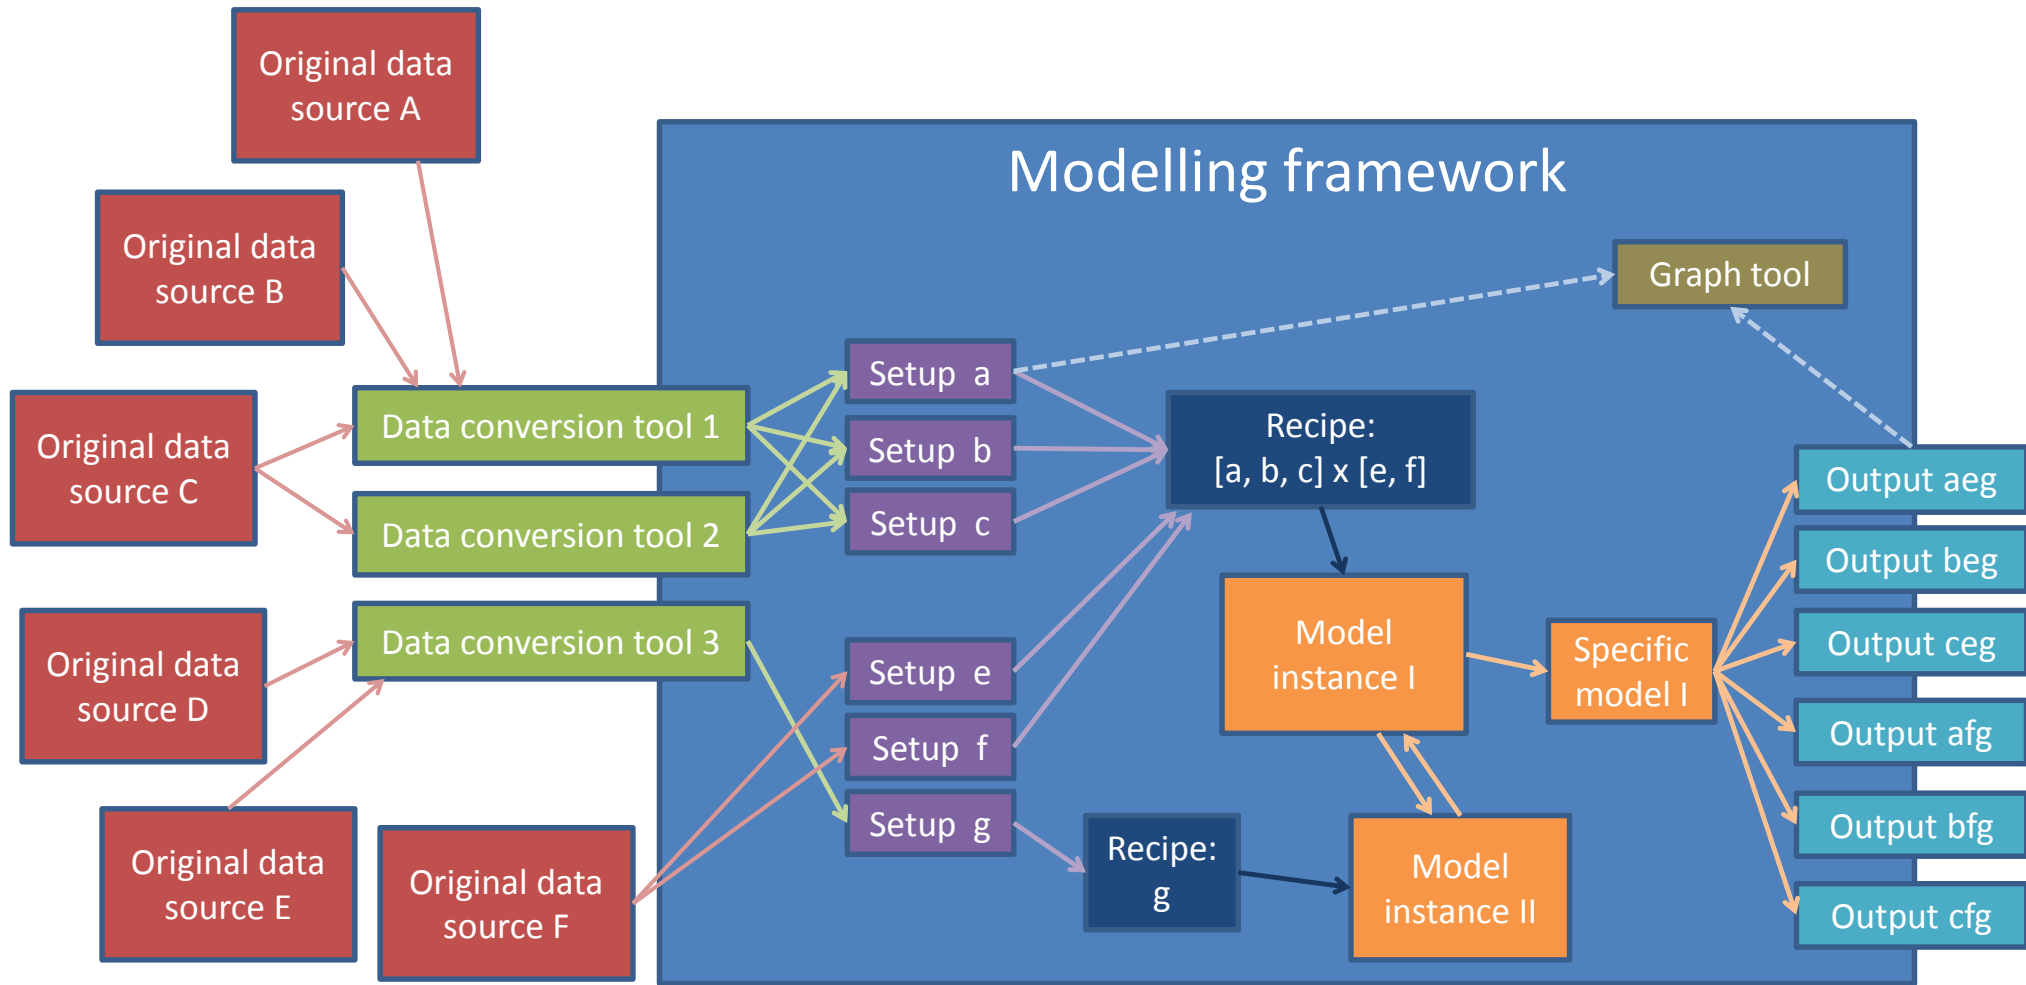 Original data
source A
Modelling framework
Original data
source B
Graph tool
Setup a
Data conversion tool 1
Recipe:
[a, b, c] x [e, f]
Original data
source C
Setup b
Output aeg
Setup c
Data conversion tool 2
Output beg
Data conversion tool 3
Model
instance I
Specific
model I
Output ceg
Original data
source D
Setup e
Setup f
Output afg
Setup g
Output bfg
Recipe:
g
Original data
source E
Original data
source F
Model
instance II
Output cfg